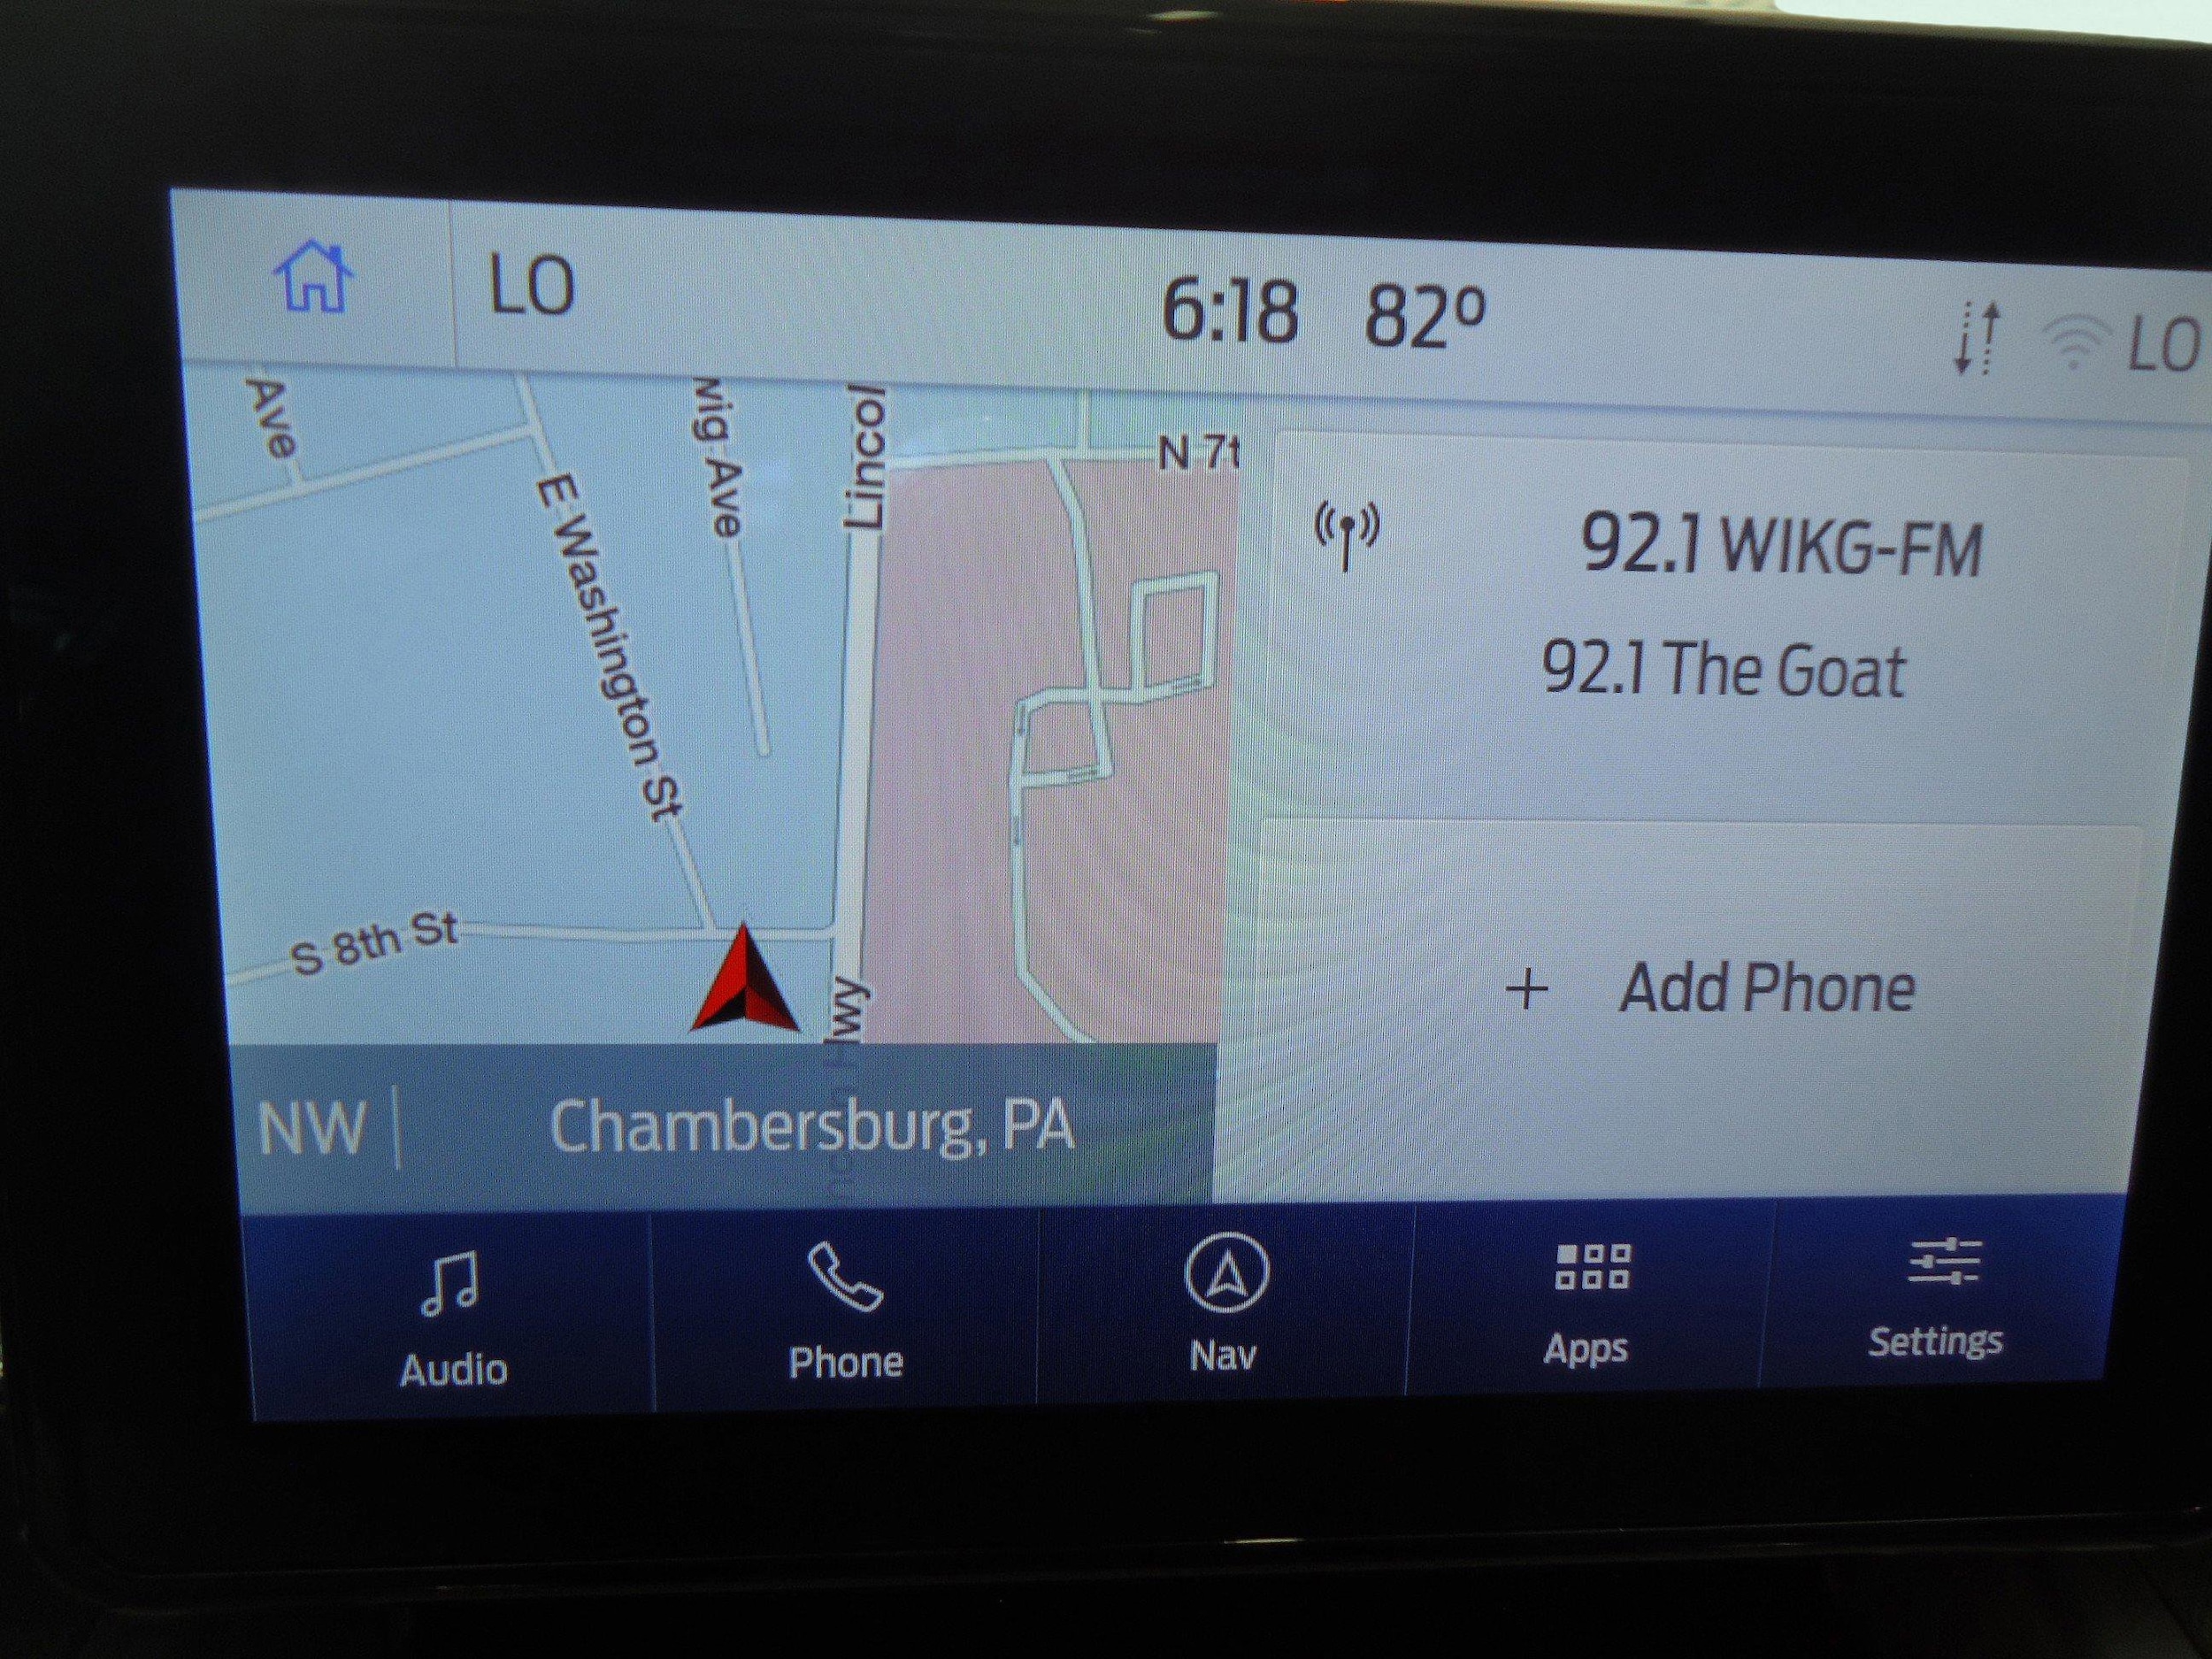 LO
6:18 82º
LO
Ave
E Washington St
wig Ave
Lincol
N 7t
S 8th St
Hwy
NW
Chambersburg, PA
92.1 WIKG-FM
92.1 The Goat
+ Add Phone
Audio
Phone
Nav
Apps
Settings